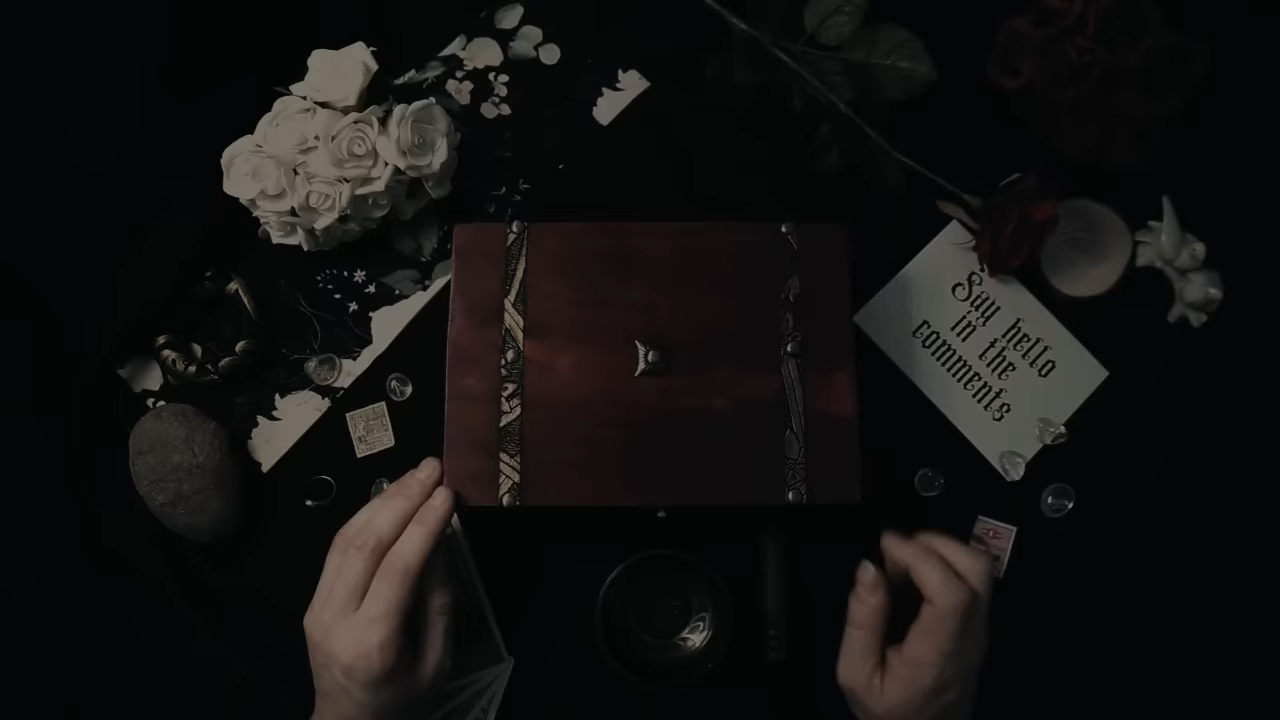 Say hello
in the
comments